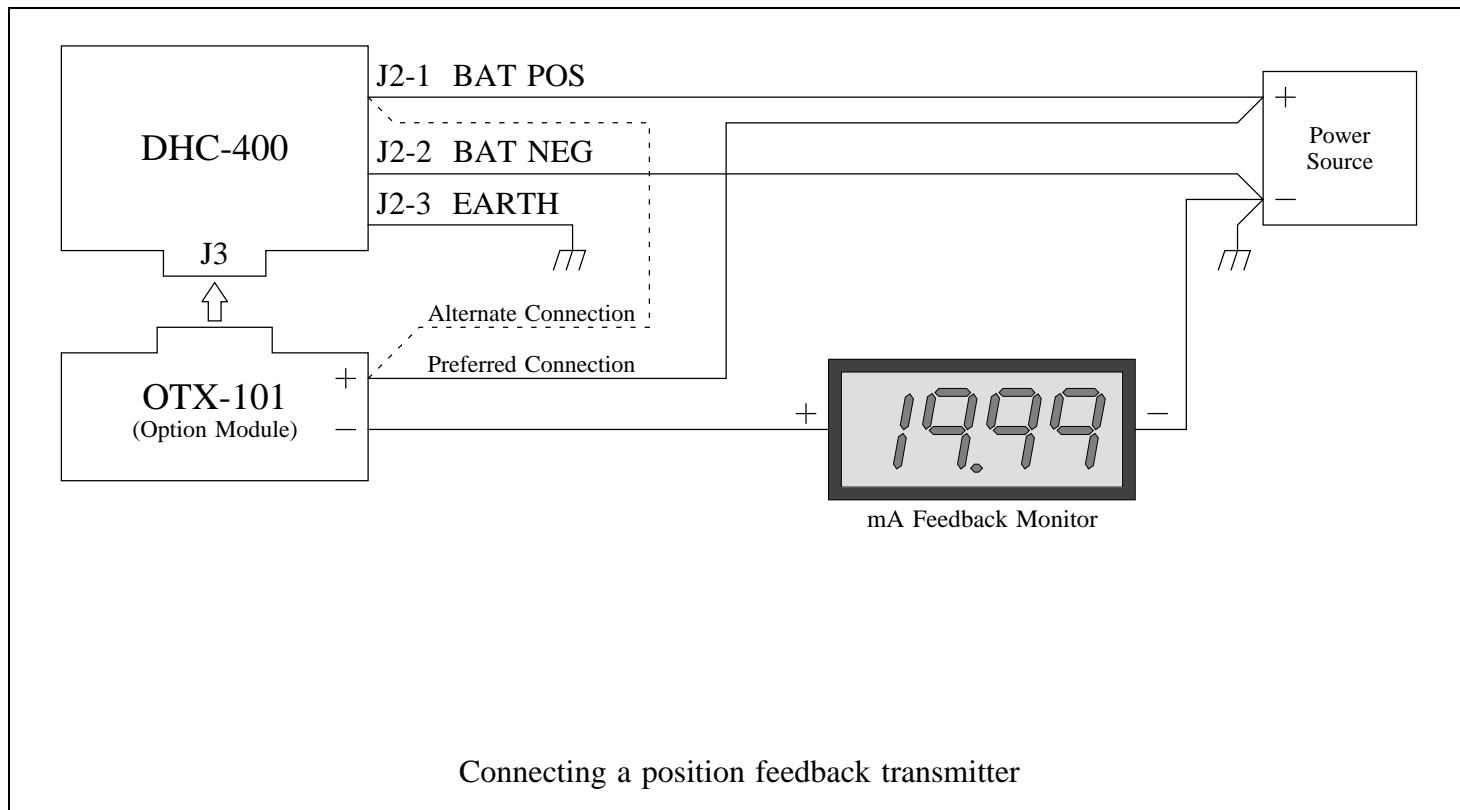 J2-1 BAT POS
DHC-400
J2-2 BAT NEG
J2-3 EARTH
J3
+
Power
Source
−
Alternate Connection
Preferred Connection
OTX-101
(Option Module)
+
−
+
19.99
−
mA Feedback Monitor
Connecting a position feedback transmitter